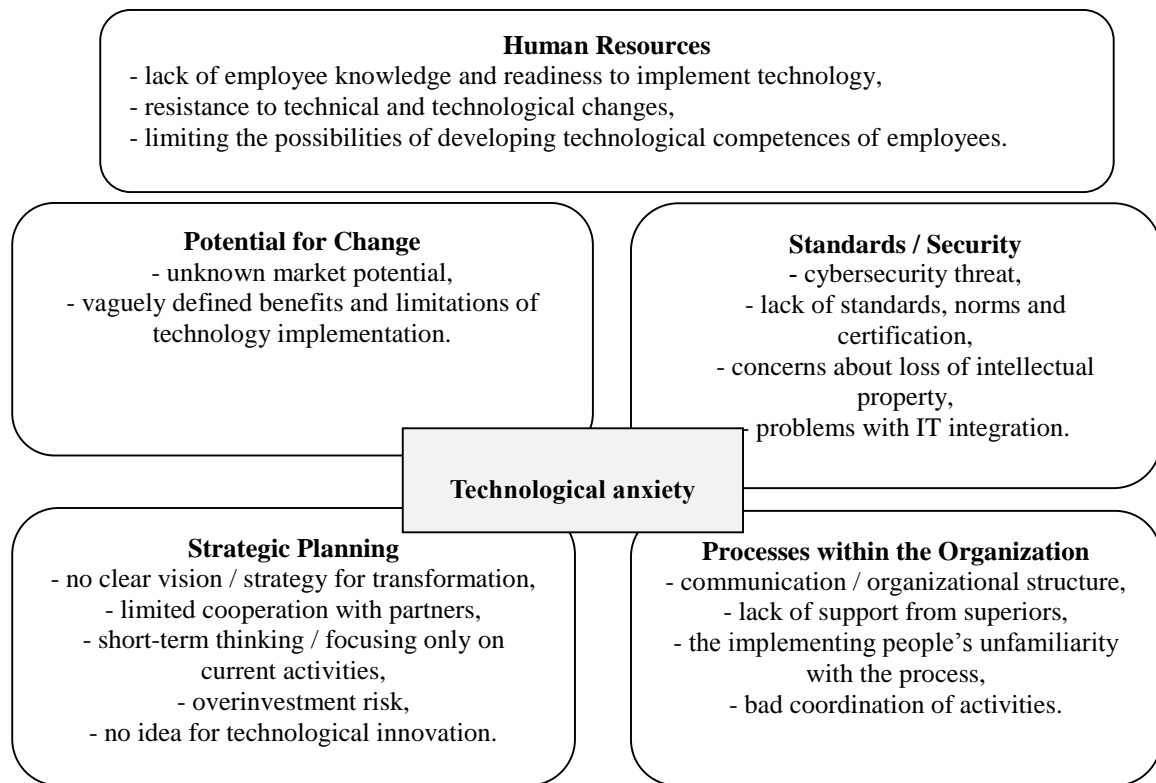 Human Resources
- lack of employee knowledge and readiness to implement technology,
- resistance to technical and technological changes,
- limiting the possibilities of developing technological competences of employees.
Potential for Change
- unknown market potential,
- vaguely defined benefits and limitations of
technology implementation.
Standards / Security
- cybersecurity threat,
- lack of standards, norms and
certification,
- concerns about loss of intellectual
property,
- problems with IT integration.
Technological anxiety
Strategic Planning
- no clear vision / strategy for transformation,
- limited cooperation with partners,
- short-term thinking / focusing only on
current activities,
- overinvestment risk,
- no idea for technological innovation.
Processes within the Organization
- communication / organizational structure,
- lack of support from superiors,
- the implementing people’s unfamiliarity
with the process,
- bad coordination of activities.